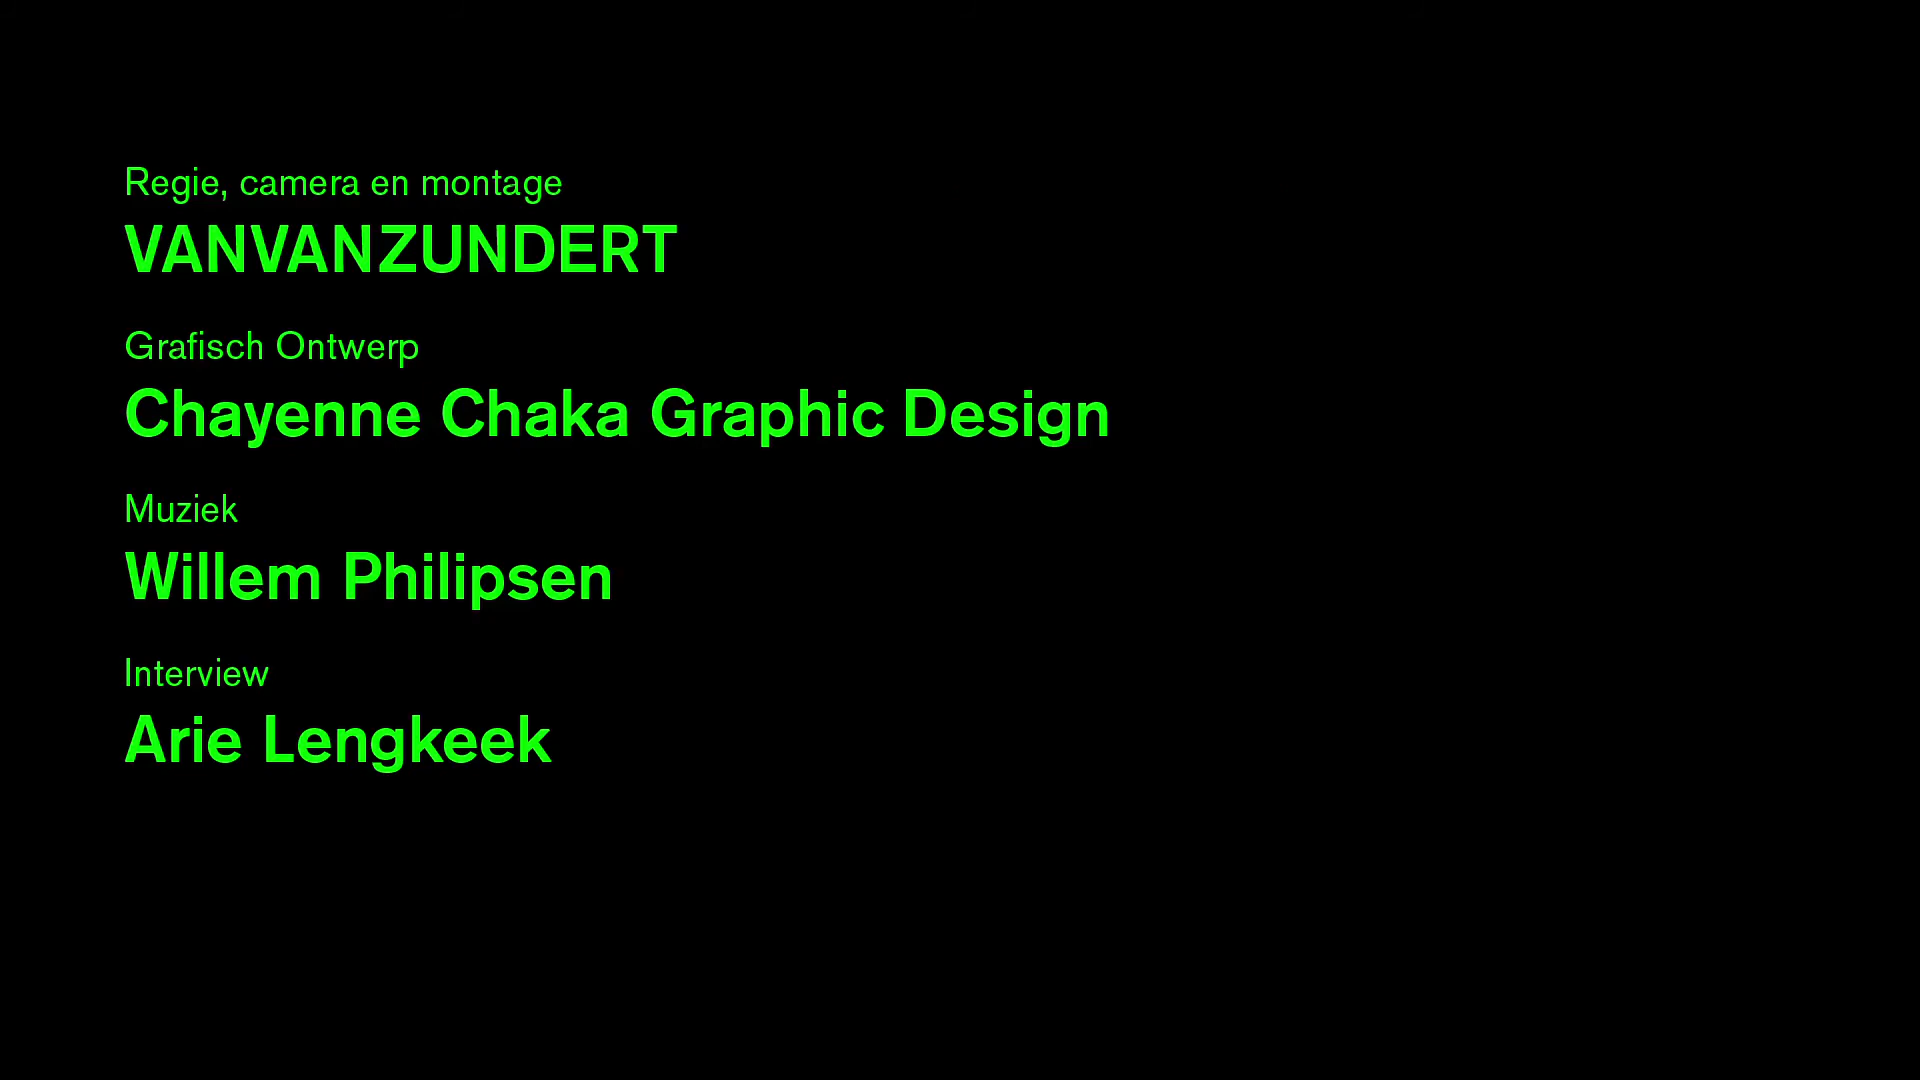 Regie, camera en montage
VANVANZUNDERT
Grafisch Ontwerp
Chayenne Chaka Graphic Design
Muziek
Willem Philipsen
Interview
Arie Lengkeek